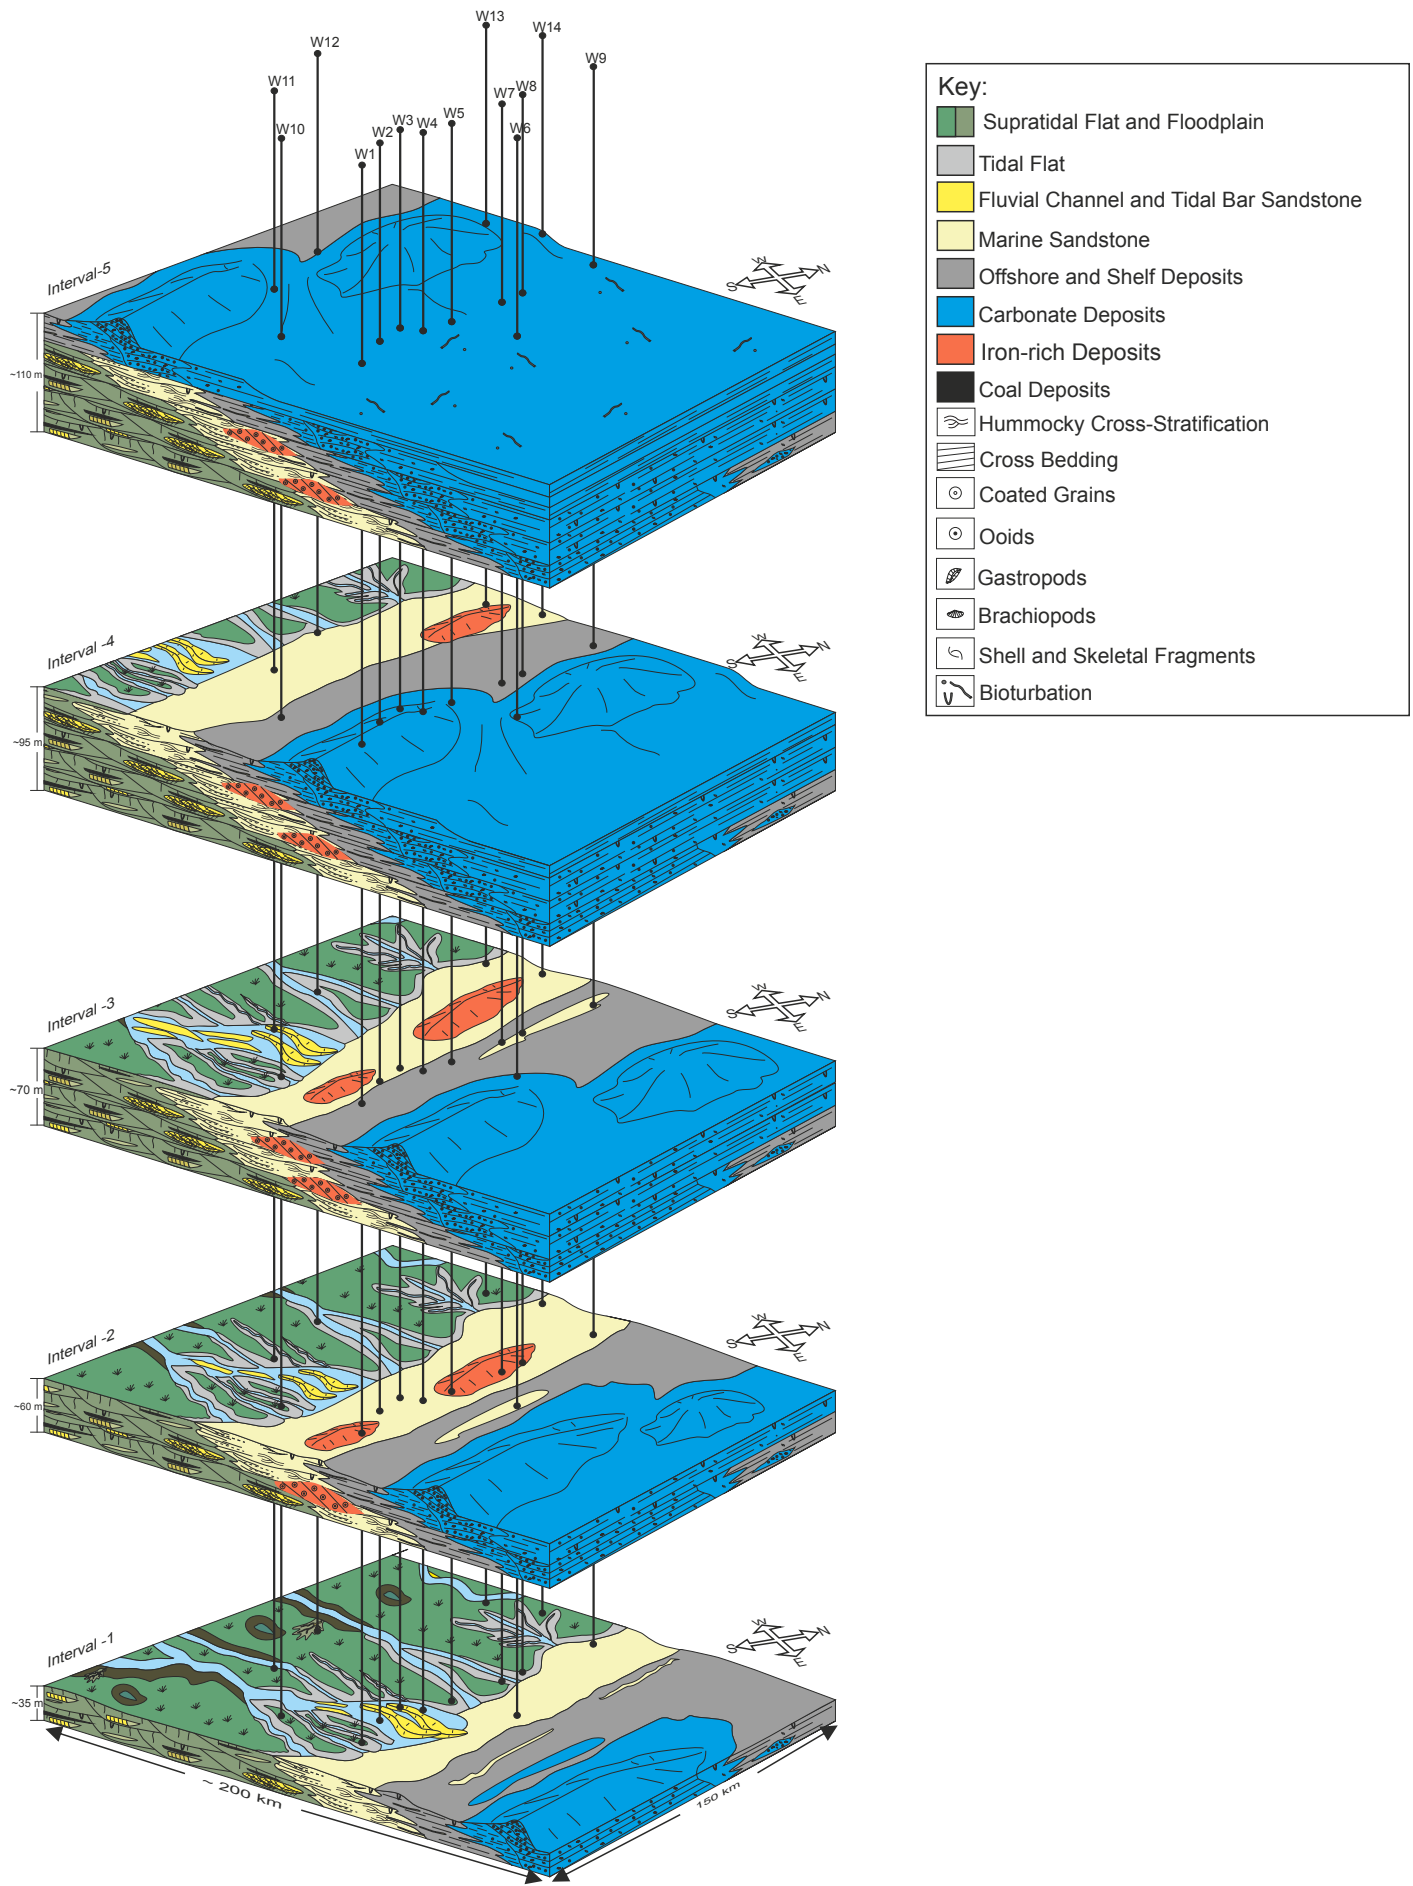 W13
W14
W12
W9
W11
W8
W7
W5
W10
W3
W4
W2
W6
W1
Key:
Supratidal Flat and Floodplain
Tidal Flat
Fluvial Channel and Tidal Bar Sandstone
Marine Sandstone
Offshore and Shelf Deposits
Carbonate Deposits
Iron-rich Deposits
Coal Deposits
Hummocky Cross-Stratification
Cross Bedding
Coated Grains
Ooids
Gastropods
Brachiopods
Shell and Skeletal Fragments
Bioturbation
Interval-5
W
N
S
E
~110 m
Interval -4
W
N
S
E
~95 m
Interval -3
W
N
S
E
~70 m
Interval -2
W
N
S
E
~60 m
Interval -1
W
N
S
E
~35 m
~ 200 km
150 km